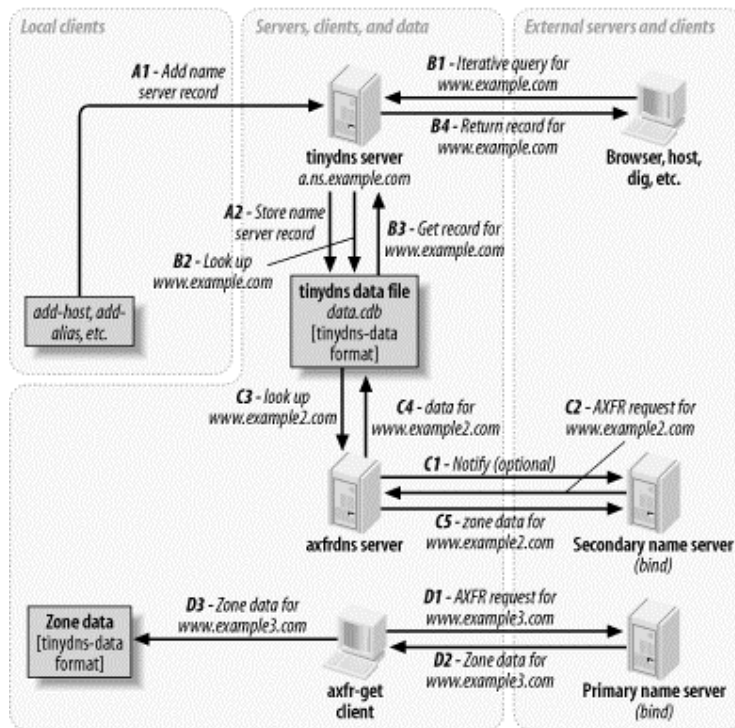 Local clients
Servers, clients, and data
External servers and clients
A1 - Add name
server record
B1 - Iterative query for
www.example.com
B4 - Return record for
www.example.com
tinydns server
a.ns.example.com
Browser, host,
dig, etc.
A2 - Store name
server record
B3 - Get record for
www.example.com
B2 - Look up
www.example.com
add-host, add-
alias, etc.
tinydns data file
data.cdb
[tinydns-data
format]
C3 - look up
www.example2.com
C4 - data for
www.example2.com
C2 - AXFR request for
www.example2.com
C1 - Notify (optional)
C5 - zone data for
www.example2.com
axfrdns server
Secondary name server
(bind)
Zone data
[tinydns-data
format]
D3 - Zone data for
www.example3.com
D1 - AXFR request for
www.example3.com
D2 - Zone data for
www.example3.com
axfr-get
client
Primary name server
(bind)